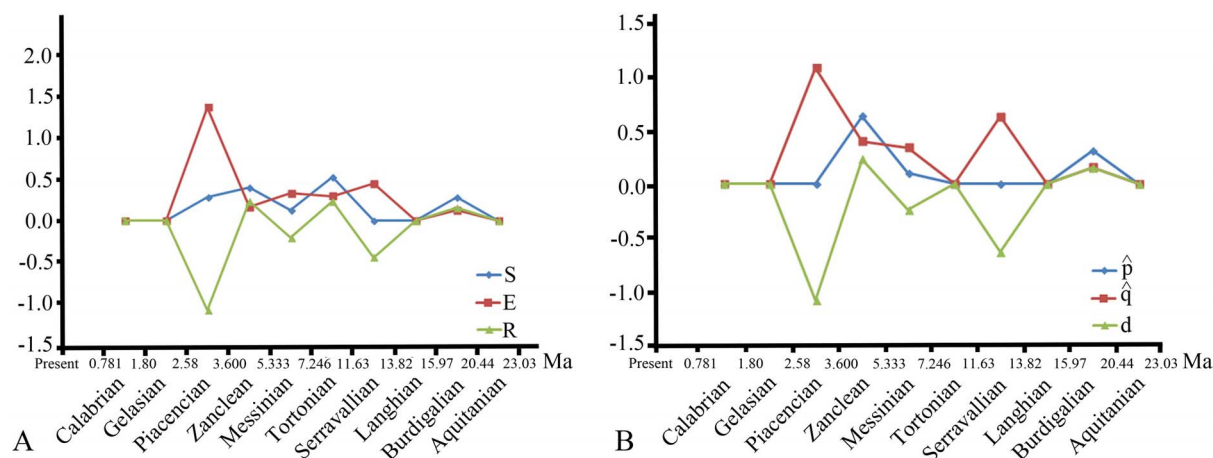 2.0
1.5
1.0
0.5
0.0
-0.5
-1.0
-1.5
S
E
R
Present 0.781 1.80 2.58 3.600 5.333 7.246 11.63 13.82 15.97 20.44 23.03 Ma
Calabrian
Gelasian
Piacencian
Zanclean
Messinian
Tortonian
Serravallian
Langhian
Burdigalian
Aquitanian
A
1.5
1.0
0.5
0.0
-0.5
-1.0
-1.5
p̂
q̂
d
Present 0.781 1.80 2.58 3.600 5.333 7.246 11.63 13.82 15.97 20.44 23.03 Ma
Calabrian
Gelasian
Piacencian
Zanclean
Messinian
Tortonian
Serravallian
Langhian
Burdigalian
Aquitanian
B